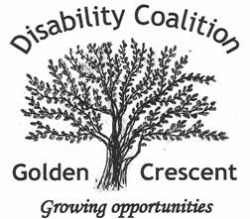 Disability Coalition
Golden Crescent
Growing opportunities